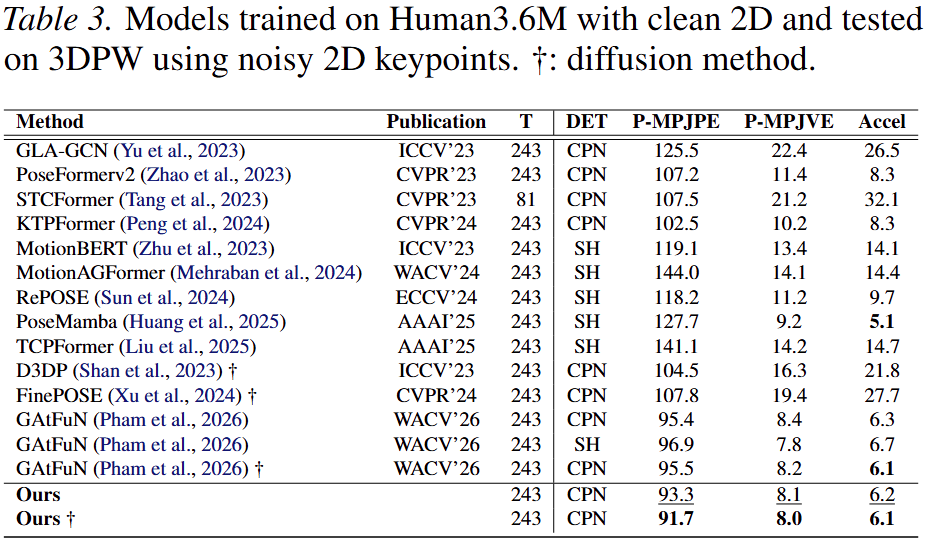 Table 3. Models trained on Human3.6M with clean 2D and tested
on 3DPW using noisy 2D keypoints. †: diffusion method.
Method Publication T DET P-MPJPE P-MPJVE Accel
GLA-GCN (Yu et al., 2023) ICCV'23 243 CPN 125.5 22.4 26.5
PoseFormerv2 (Zhao et al., 2023) CVPR'23 243 CPN 107.2 11.4 8.3
STCFormer (Tang et al., 2023) CVPR'23 81 CPN 107.5 21.2 32.1
KTPFormer (Peng et al., 2024) CVPR'24 243 CPN 102.5 10.2 8.3
MotionBERT (Zhu et al., 2023) ICCV'23 243 SH 119.1 13.4 14.1
MotionAGFormer (Mehraban et al., 2024) WACV'24 243 SH 144.0 14.1 14.4
RePOSE (Sun et al., 2024) ECCV'24 243 SH 118.2 11.2 9.7
PoseMamba (Huang et al., 2025) AAAI'25 243 SH 127.7 9.2 5.1
TCPFormer (Liu et al., 2025) AAAI'25 243 SH 141.1 14.2 14.7
D3DP (Shan et al., 2023) † ICCV'23 243 CPN 104.5 16.3 21.8
FinePOSE (Xu et al., 2024) † CVPR'24 243 CPN 107.8 19.4 27.7
GAtFuN (Pham et al., 2026) WACV'26 243 CPN 95.4 8.4 6.3
GAtFuN (Pham et al., 2026) WACV'26 243 SH 96.9 7.8 6.7
GAtFuN (Pham et al., 2026) † WACV'26 243 CPN 95.5 8.2 6.1
Ours 243 CPN 93.3 8.1 6.2
Ours † 243 CPN 91.7 8.0 6.1